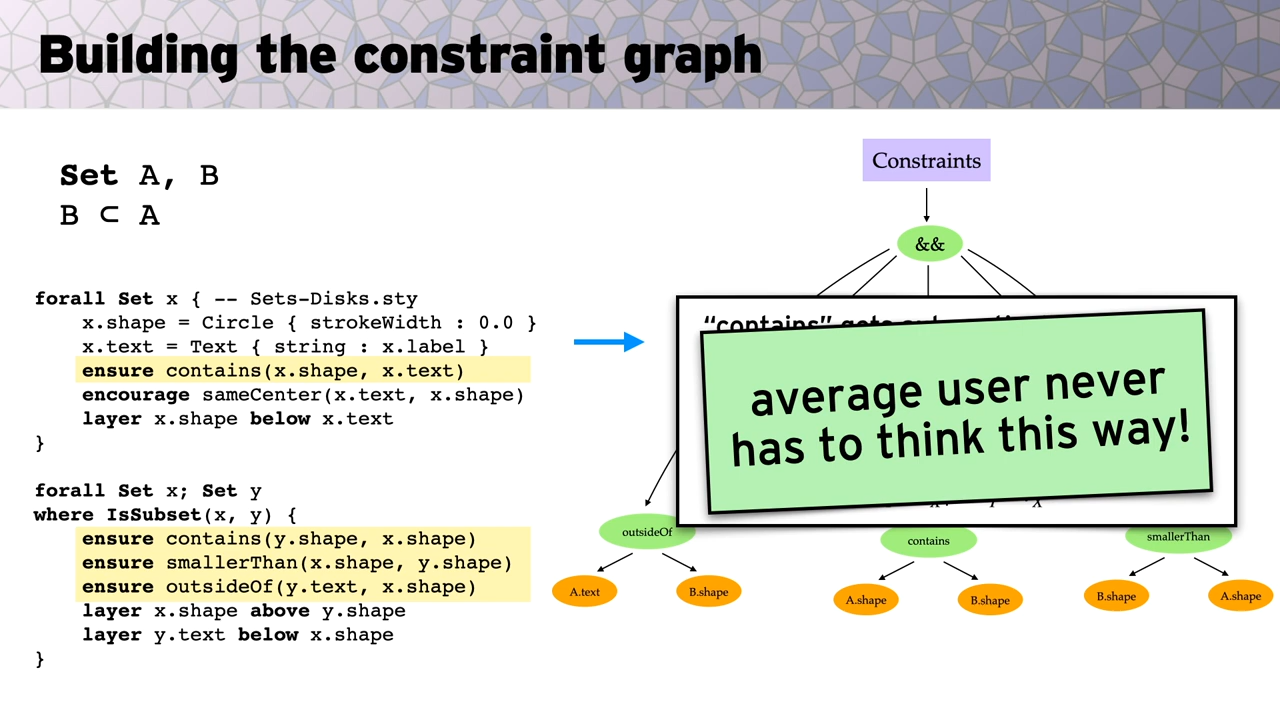 Building the constraint graph
Set A, B
B ⊂ A
forall Set x { -- Sets-Disks.sty
x.shape = Circle { strokeWidth : 0.0 }
x.text = Text { string : x.label }
ensure contains(x.shape, x.text)
encourage sameCenter(x.text, x.shape)
layer x.shape below x.text
}
forall Set x; Set y
where IsSubset(x, y) {
ensure contains(y.shape, x.shape)
ensure smallerThan(x.shape, y.shape)
ensure outsideOf(y.text, x.shape)
layer x.shape above y.shape
layer y.text below x.shape
}
Constraints
&&
“contains” gets
average user never
has to think this way!
outsideOf
contains
smallerThan
A.text
B.shape
A.shape
B.shape
B.shape
A.shape